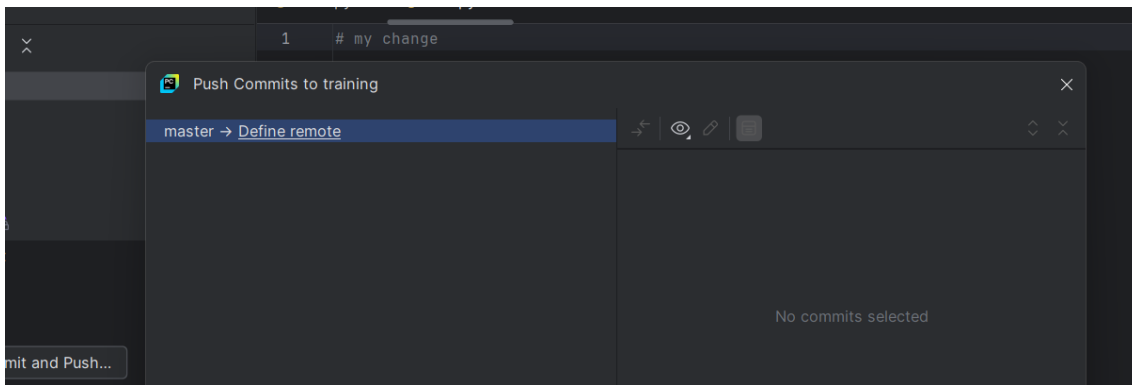 1 # my change
Push Commits to training
master → Define remote
No commits selected
mit and Push...